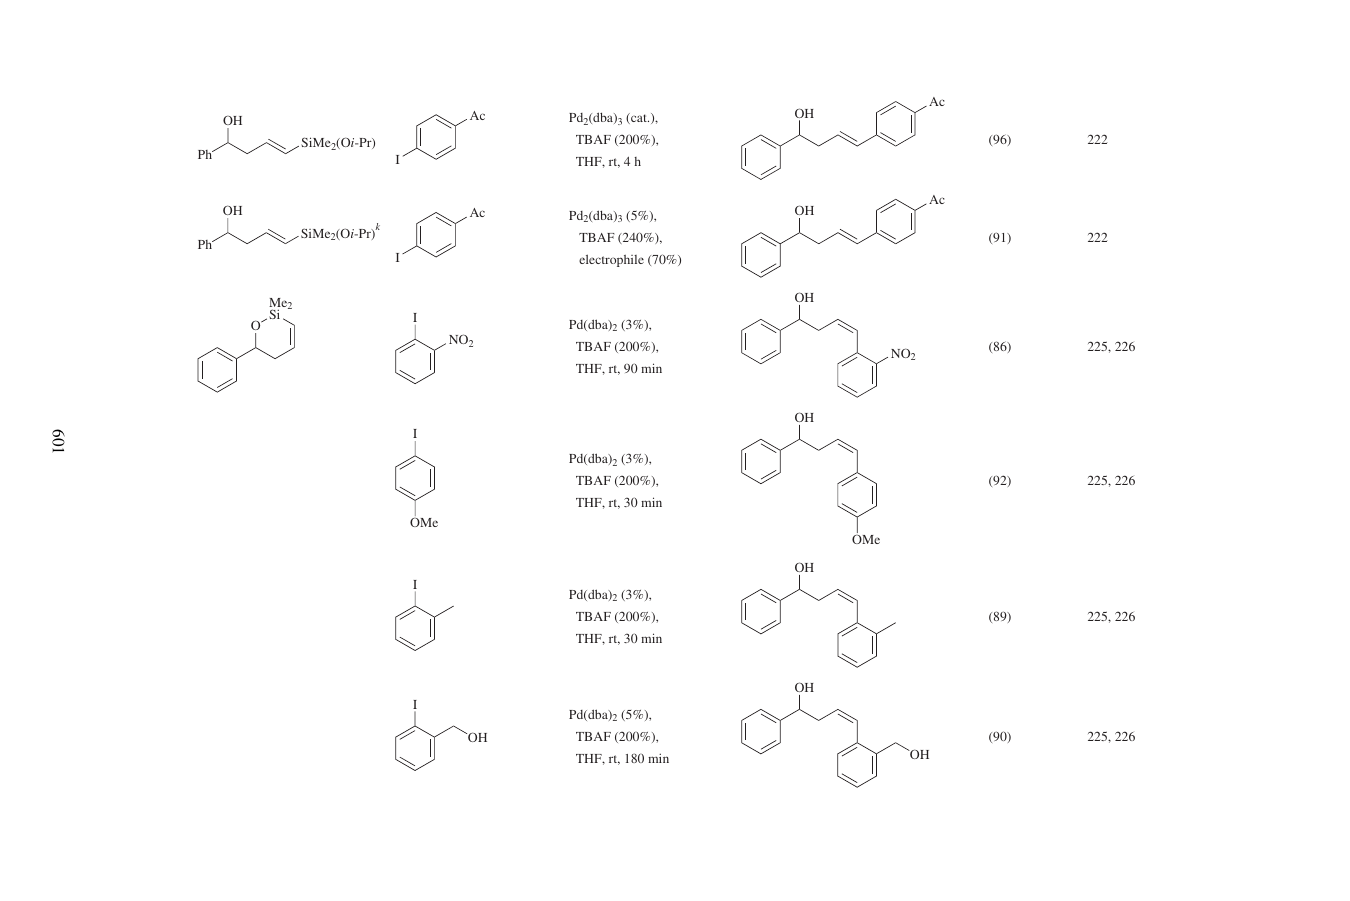 OH
Ph
SiMe2(Oi-Pr)
I
Ac
Pd2(dba)3 (cat.),
TBAF (200%),
THF, rt, 4 h
OH
Ac
(96)
222
OH
Ph
SiMe2(Oi-Pr)k
I
Ac
Pd2(dba)3 (5%),
TBAF (240%),
electrophile (70%)
OH
Ac
(91)
222
Me2
Si
O
I
NO2
Pd(dba)2 (3%),
TBAF (200%),
THF, rt, 90 min
OH
NO2
(86)
225, 226
I
OMe
Pd(dba)2 (3%),
TBAF (200%),
THF, rt, 30 min
OH
OMe
(92)
225, 226
601
I
Pd(dba)2 (3%),
TBAF (200%),
THF, rt, 30 min
OH
(89)
225, 226
I
OH
Pd(dba)2 (5%),
TBAF (200%),
THF, rt, 180 min
OH
OH
(90)
225, 226